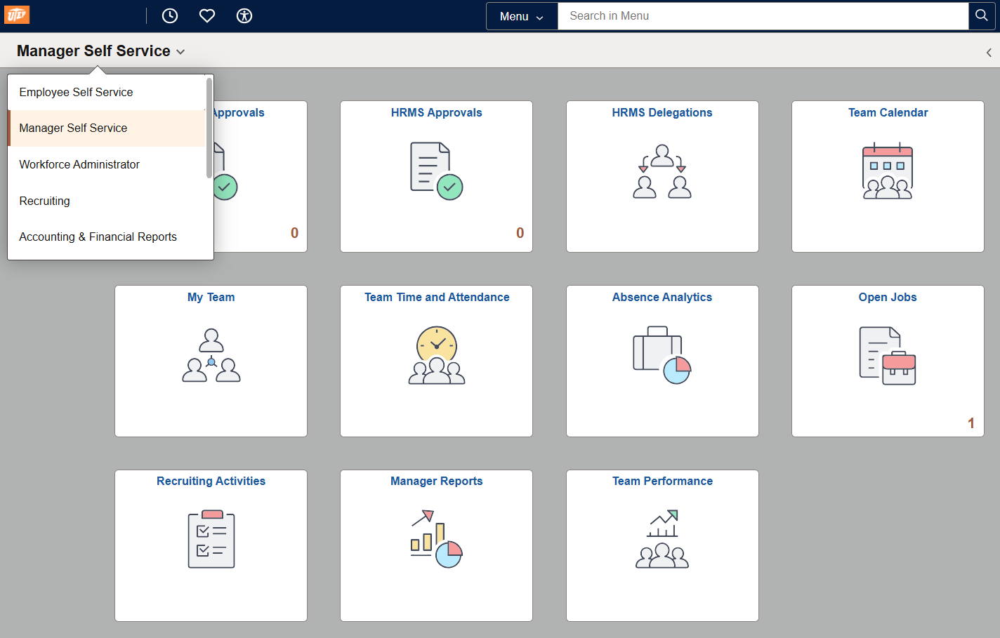 UTEP
Menu
Search in Menu
Manager Self Service
Employee Self Service
Manager Self Service
Workforce Administrator
Recruiting
Accounting & Financial Reports
Approvals
0
HRMS Approvals
0
HRMS Delegations
Team Calendar
My Team
Team Time and Attendance
Absence Analytics
Open Jobs
1
Recruiting Activities
Manager Reports
Team Performance